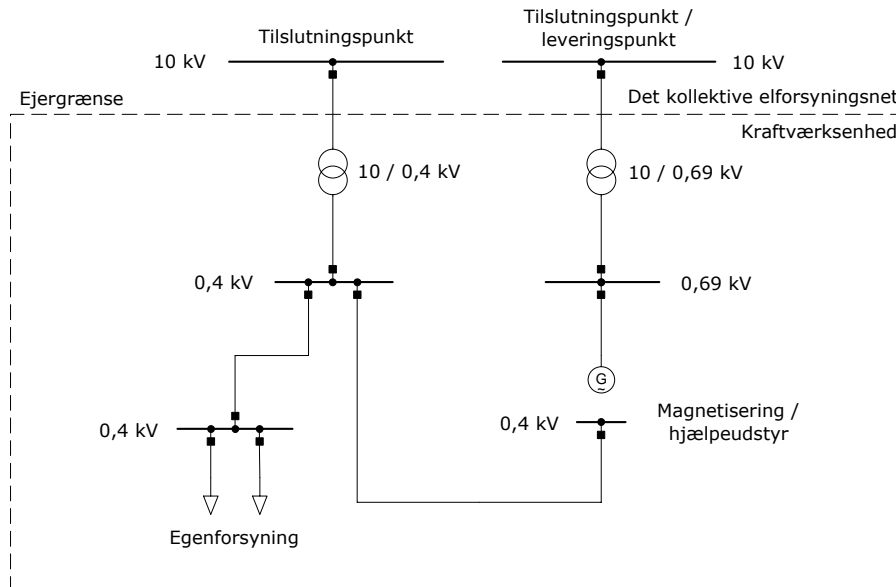 Tilslutningspunkt
Tilslutningspunkt /
leveringspunkt
10 kV
10 kV
Ejergrænse
Det kollektive elforsyningsnet
Kraftværksenhed
10 / 0,4 kV
10 / 0,69 kV
0,4 kV
0,69 kV
G
~
0,4 kV
0,4 kV
Magnetisering /
hjælpeudstyr
Egenforsyning